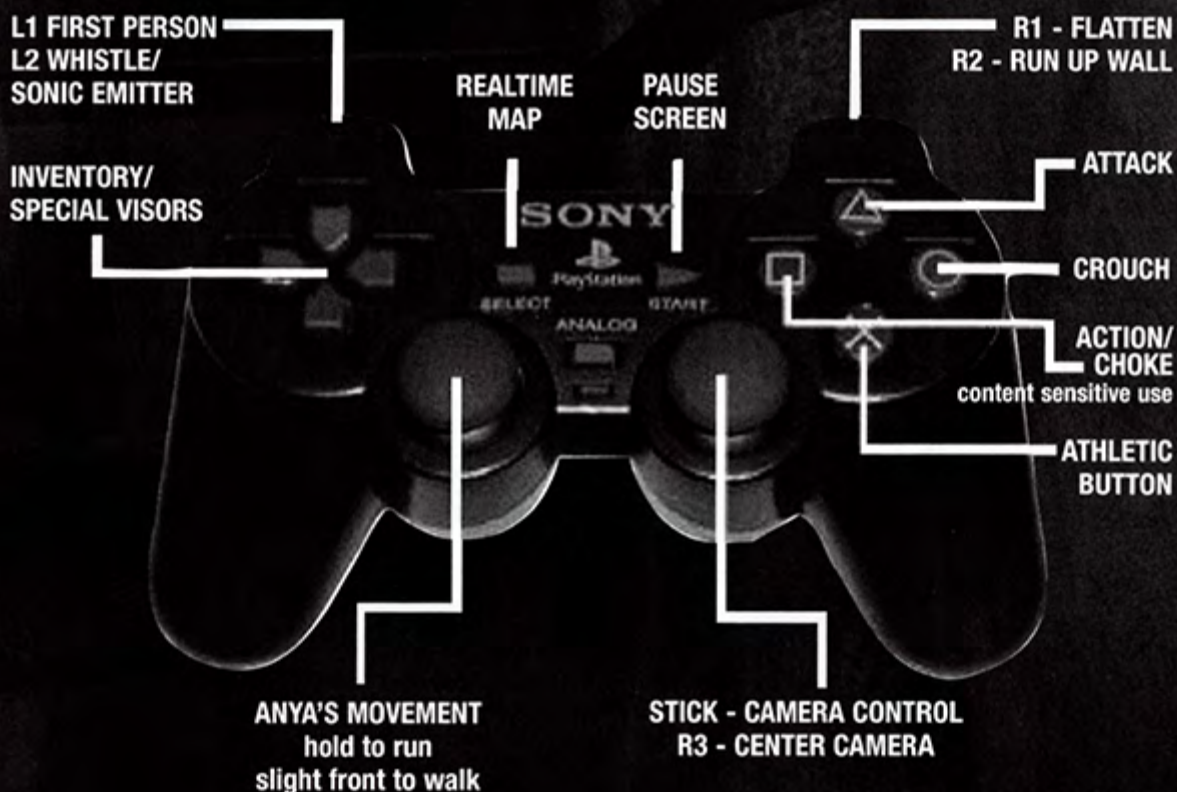 L1 FIRST PERSON
L2 WHISTLE/
SONIC EMITTER
R1 - FLATTEN
R2 - RUN UP WALL
REALTIME
MAP
PAUSE
SCREEN
INVENTORY/
SPECIAL VISORS
ATTACK
CROUCH
ACTION/
CHOKE
content sensitive use
ATHLETIC
BUTTON
SONY
PlayStation
SELECT
START
ANALOG
ANYA'S MOVEMENT
hold to run
slight front to walk
STICK - CAMERA CONTROL
R3 - CENTER CAMERA